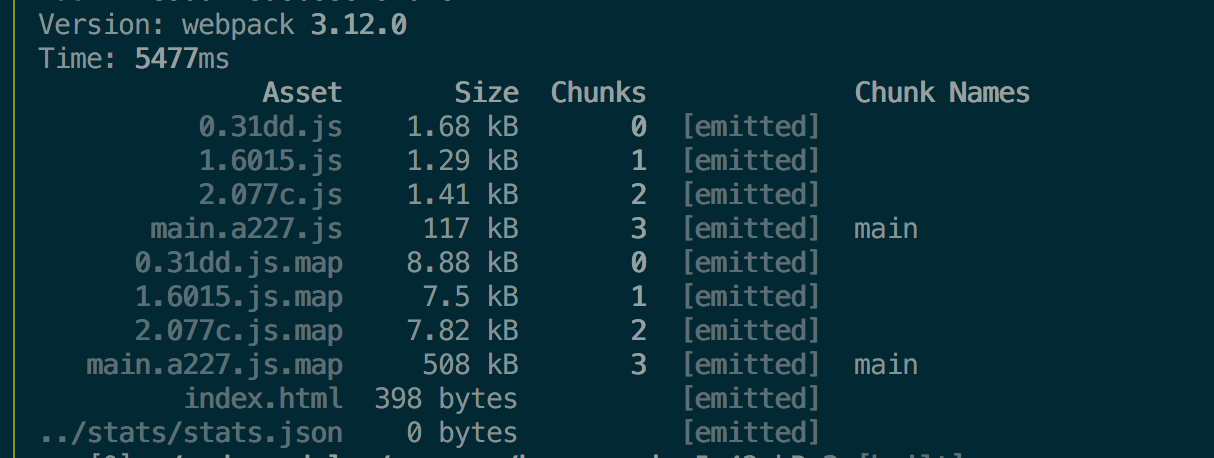 Version: webpack 3.12.0
Time: 5477ms
Asset Size Chunks Chunk Names
0.31dd.js 1.68 kB 0 [emitted]
1.6015.js 1.29 kB 1 [emitted]
2.077c.js 1.41 kB 2 [emitted]
main.a227.js 117 kB 3 [emitted] main
0.31dd.js.map 8.88 kB 0 [emitted]
1.6015.js.map 7.5 kB 1 [emitted]
2.077c.js.map 7.82 kB 2 [emitted]
main.a227.js.map 508 kB 3 [emitted] main
index.html 398 bytes [emitted]
../stats/stats.json 0 bytes [emitted]